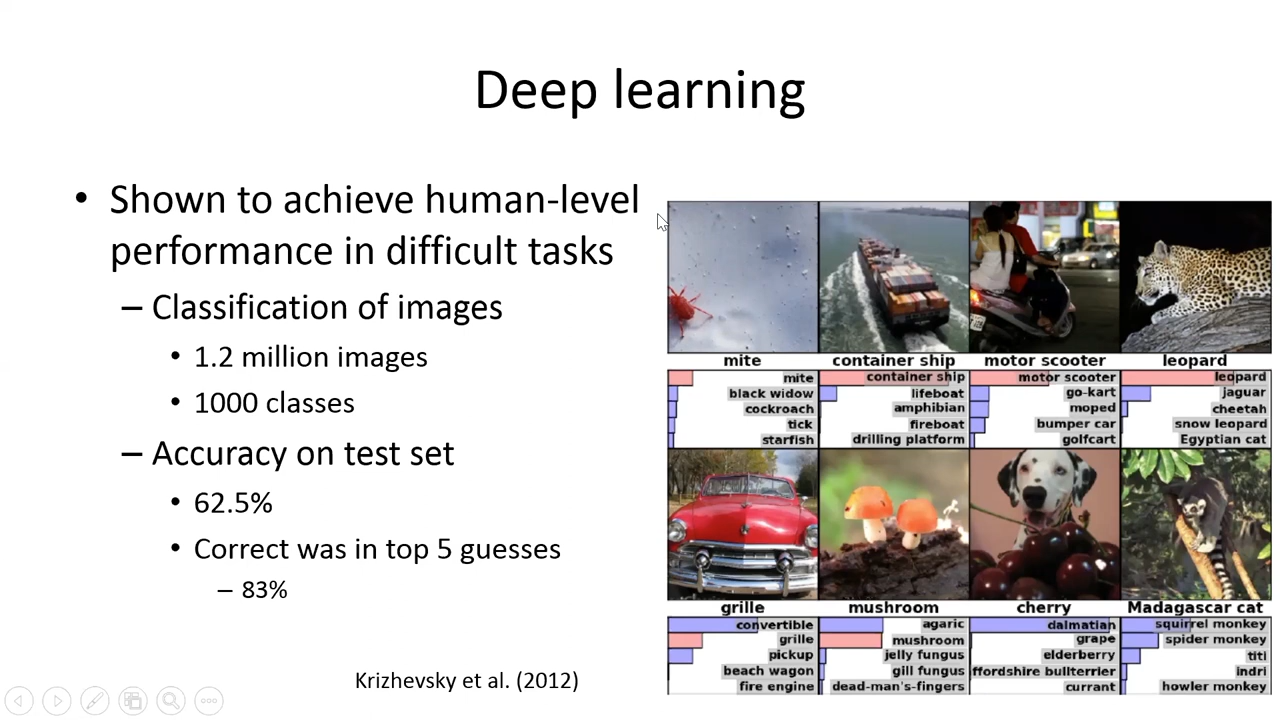 Deep learning
• Shown to achieve human-level
performance in difficult tasks
– Classification of images
• 1.2 million images
• 1000 classes
– Accuracy on test set
• 62.5%
• Correct was in top 5 guesses
– 83%
Krizhevsky et al. (2012)
mite
mite
black widow
cockroach
tick
starfish
container ship
container ship
lifeboat
amphibian
fireboat
drilling platform
motor scooter
motor scooter
go-kart
moped
bumper car
golfcart
leopard
leopard
jaguar
cheetah
snow leopard
Egyptian cat
grille
convertible
grille
pickup
beach wagon
fire engine
mushroom
agaric
mushroom
jelly fungus
gill fungus
dead-man's-fingers
cherry
dalmatian
grape
elderberry
ffordshire bullterrier
currant
Madagascar cat
squirrel monkey
spider monkey
titi
indri
howler monkey